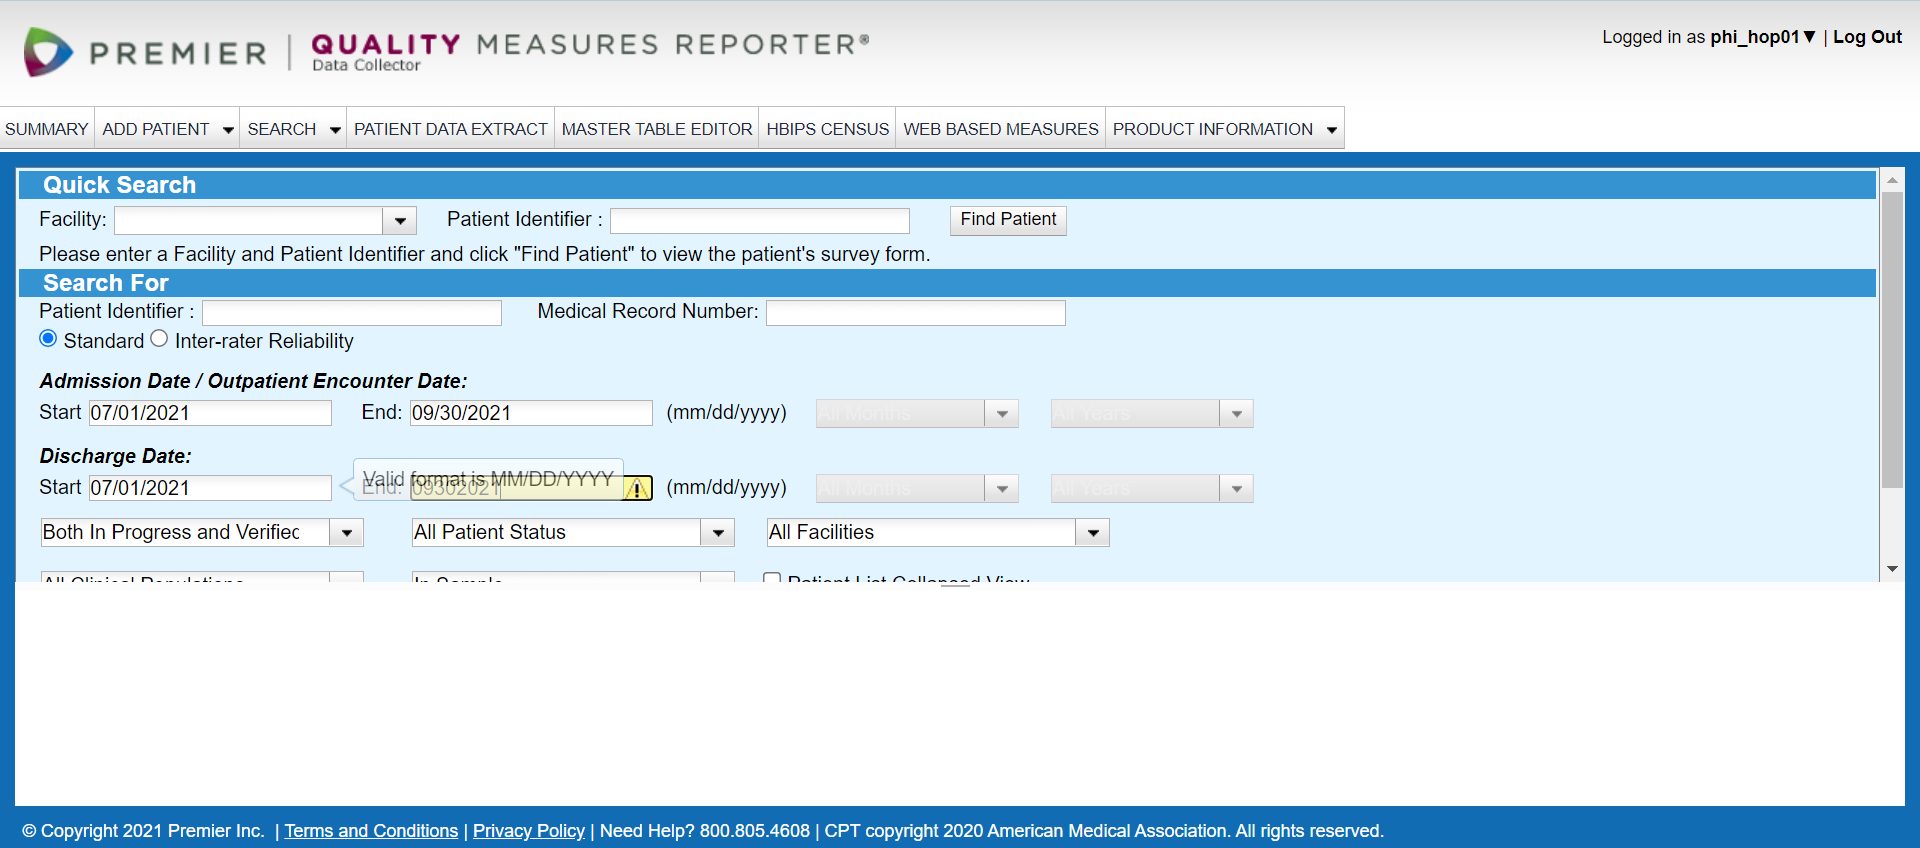 PREMIER | QUALITY MEASURES REPORTER®
Data Collector
Logged in as phi_hop01▼ | Log Out
SUMMARY ADD PATIENT SEARCH PATIENT DATA EXTRACT MASTER TABLE EDITOR HBIPS CENSUS WEB BASED MEASURES PRODUCT INFORMATION
Quick Search
Facility: Patient Identifier : Find Patient
Please enter a Facility and Patient Identifier and click "Find Patient" to view the patient's survey form.
Search For
Patient Identifier : Medical Record Number:
Standard Inter-rater Reliability
Admission Date / Outpatient Encounter Date:
Start 07/01/2021 End: 09/30/2021 (mm/dd/yyyy) All Months All Years
Discharge Date:
Valid format is MM/DD/YYYY
Start 07/01/2021 End: 09302021 (mm/dd/yyyy) All Months All Years
Both In Progress and Verified All Patient Status All Facilities
All Clinical Populations In Sample Patient List Collapsed View
© Copyright 2021 Premier Inc. | Terms and Conditions | Privacy Policy | Need Help? 800.805.4608 | CPT copyright 2020 American Medical Association. All rights reserved.